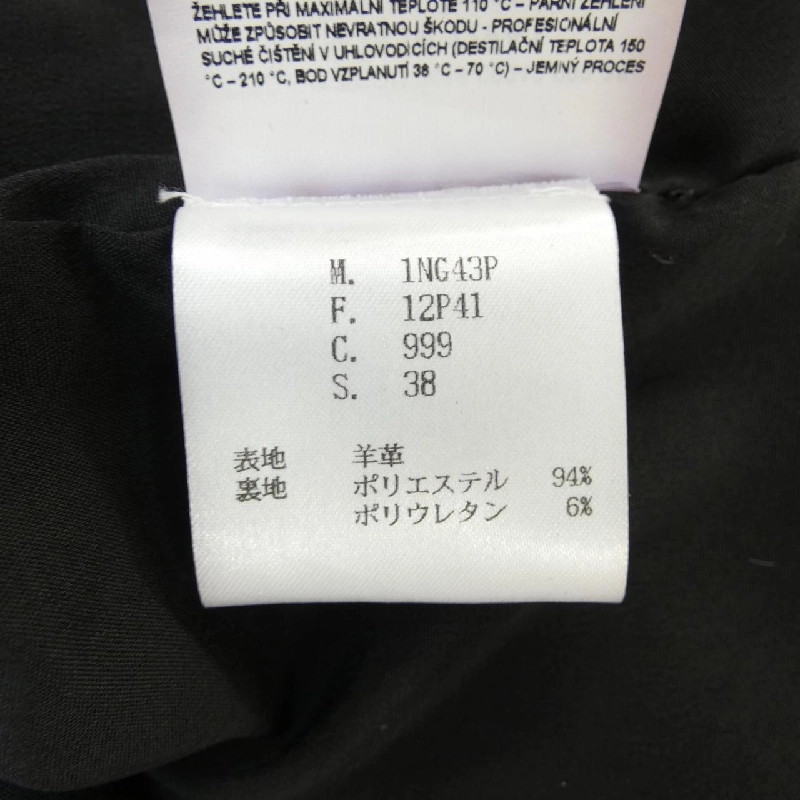 ŽEHLETE PŘI MAXIMÁLNÍ TEPLOTĚ 110 °C – PARNÍ ŽEHLENÍ
MŮŽE ZPŮSOBIT NEVRATNOU ŠKODU - PROFESIONÁLNÍ
SUCHÉ ČIŠTĚNÍ V UHLOVODICÍCH (DESTILAČNÍ TEPLOTA 150
°C – 210 °C, BOD VZPLANUTÍ 38 °C – 70 °C) – JEMNÝ PROCES
M. 1NG43P
F. 12P41
C. 999
S. 38
表地 羊革
裏地 ポリエステル 94%
ポリウレタン 6%